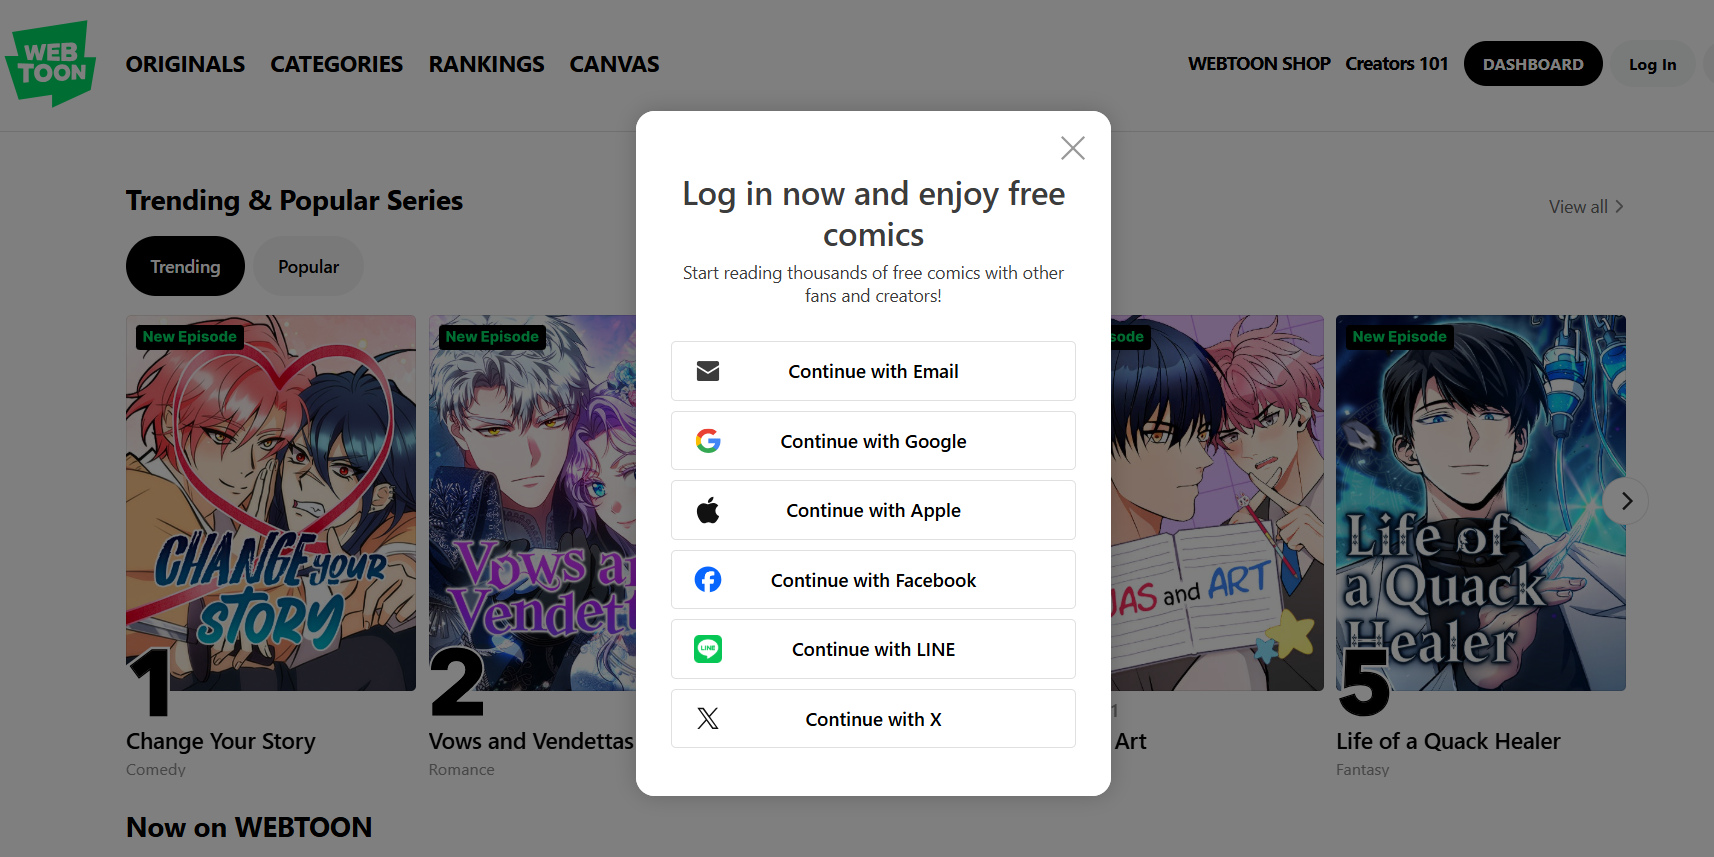 WEB
TOON
ORIGINALS
CATEGORIES
RANKINGS
CANVAS
WEBTOON SHOP
Creators 101
DASHBOARD
Log In
Trending & Popular Series
View all
Trending
Popular
Log in now and enjoy free
comics
Start reading thousands of free comics with other
fans and creators!
Continue with Email
Continue with Google
Continue with Apple
Continue with Facebook
LINE
Continue with LINE
Continue with X
New Episode
CHANGE YOUR
STORY
1
Change Your Story
Comedy
New Episode
Vows a
Vendett
2
Vows and Vendettas
Romance
sode
AS and ART
Art
New Episode
Life of
a Quack
Healer
5
Life of a Quack Healer
Fantasy
Now on WEBTOON